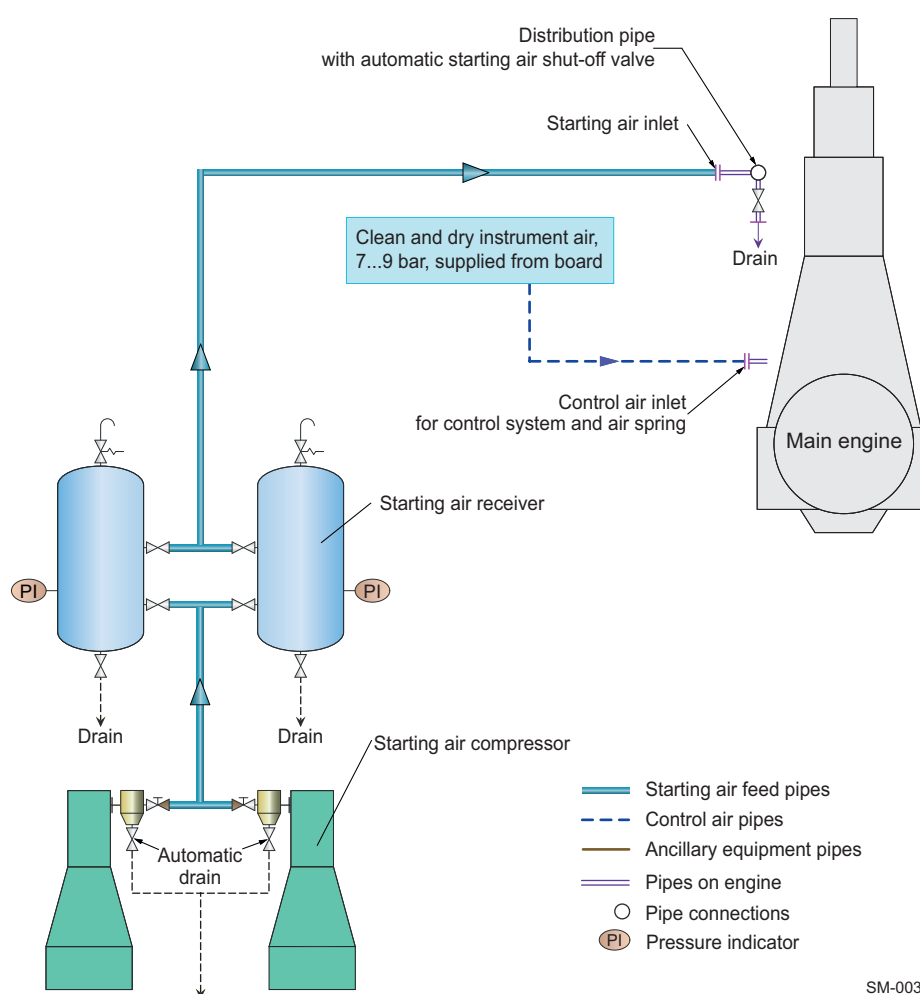 Distribution pipe
with automatic starting air shut-off valve
Starting air inlet
Clean and dry instrument air,
7...9 bar, supplied from board
Drain
Control air inlet
for control system and air spring
Main engine
Starting air receiver
PI
PI
Drain
Drain
Starting air compressor
Automatic
drain
Starting air feed pipes
Control air pipes
Ancillary equipment pipes
Pipes on engine
Pipe connections
PI Pressure indicator
SM-003